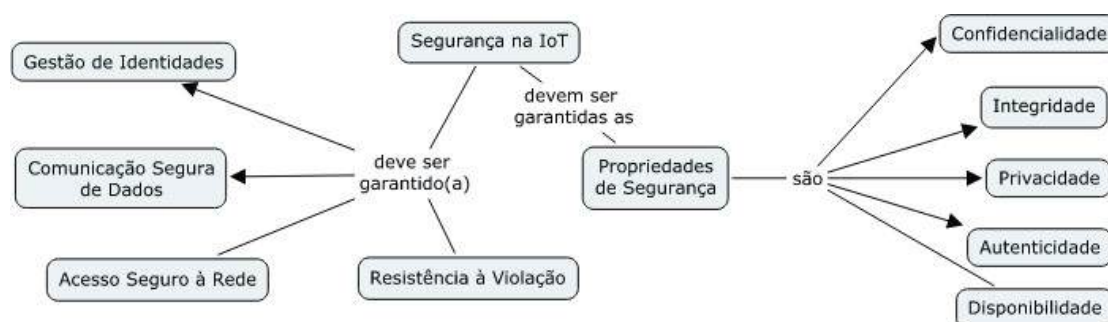 Segurança na IoT
Gestão de Identidades
Comunicação Segura
de Dados
Acesso Seguro à Rede
Resistência à Violação
deve ser
garantido(a)
devem ser
garantidas as
Propriedades
de Segurança
são
Confidencialidade
Integridade
Privacidade
Autenticidade
Disponibilidade